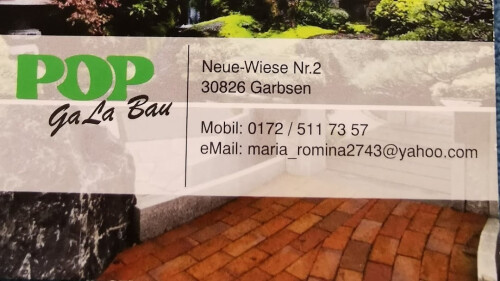 POP
GaLa Bau
Neue-Wiese Nr.2
30826 Garbsen
Mobil: 0172 / 511 73 57
eMail: maria_romina2743@yahoo.com